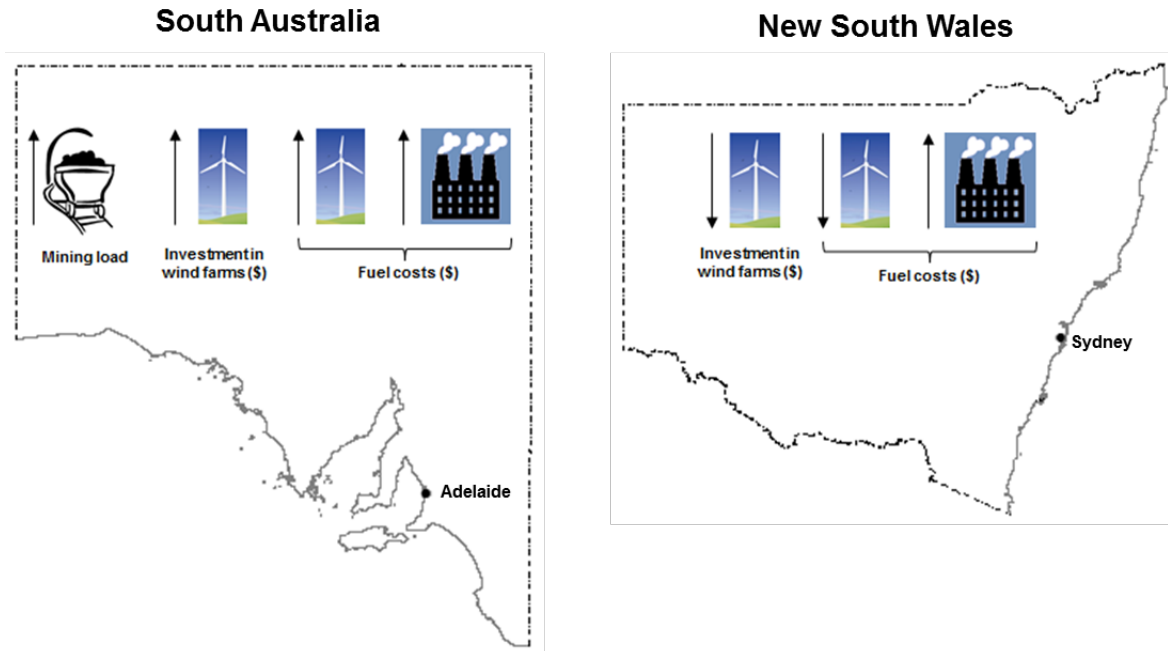 South Australia
Mining load
Investment in
wind farms ($)
Fuel costs ($)
Adelaide
New South Wales
Investment in
wind farms ($)
Fuel costs ($)
Sydney